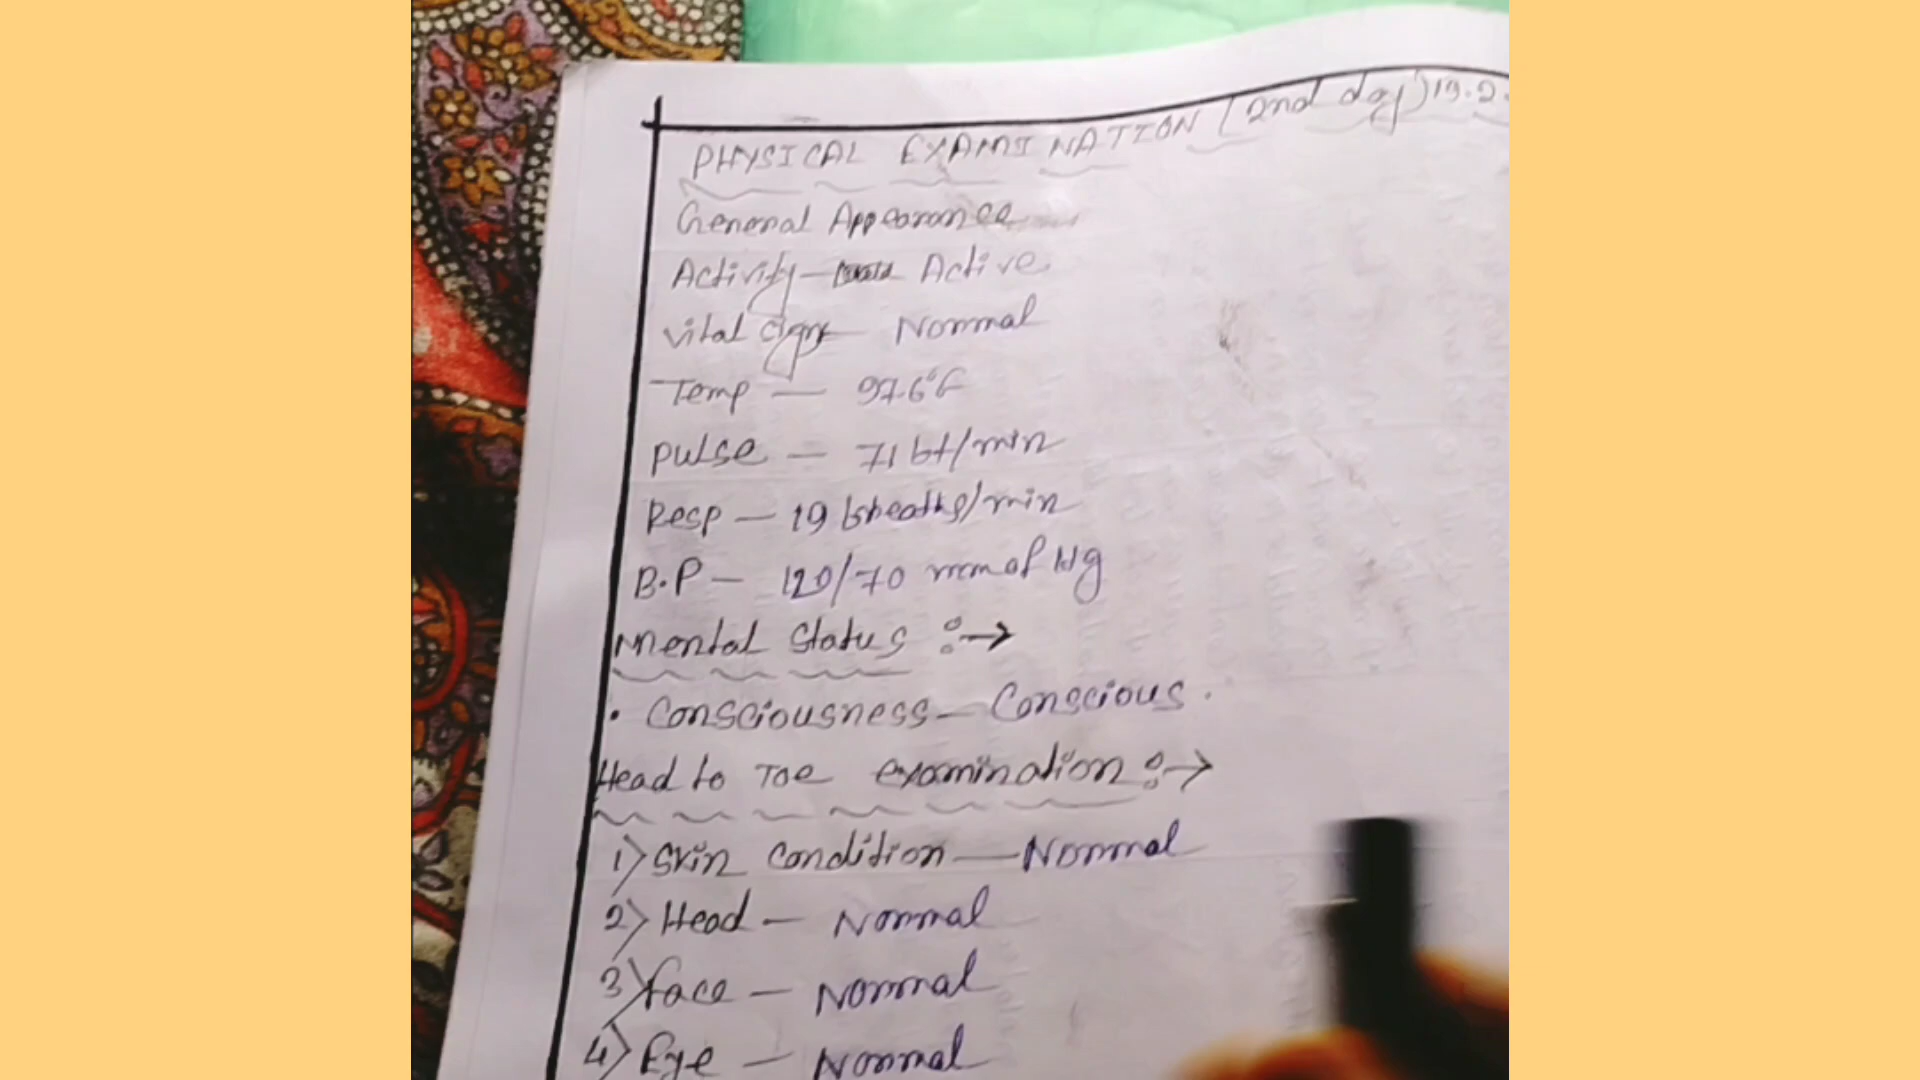 PHYSICAL EXAMINATION (2nd day) 19.2.
General Appearance
Activity — Active
Vital signs — Normal
Temp — 97.6°F
Pulse — 71 bt/min
Resp — 19 breaths/min
B.P — 120/70 mm of Hg
Mental Status :→
• Consciousness — Conscious.
Head to Toe examination :→
1) Skin Condition — Normal
2) Head — Normal
3) face — Normal
4) Eye — Normal